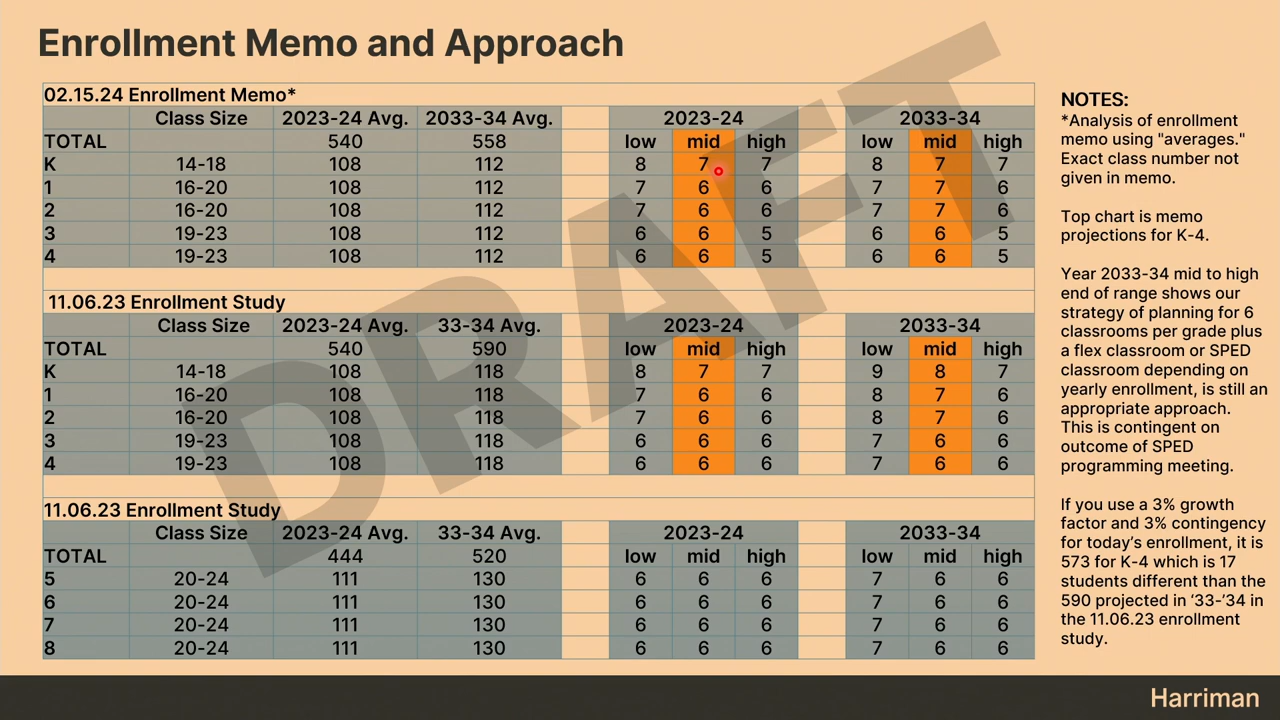 Enrollment Memo and Approach
02.15.24 Enrollment Memo*
Class Size 2023-24 Avg. 2033-34 Avg. 2023-24 2033-34
TOTAL 540 558 low mid high low mid high
K 14-18 108 112 8 7 7 8 7 7
1 16-20 108 112 7 6 6 7 7 6
2 16-20 108 112 7 6 6 7 7 6
3 19-23 108 112 6 6 5 6 6 5
4 19-23 108 112 6 6 5 6 6 5
11.06.23 Enrollment Study
Class Size 2023-24 Avg. 33-34 Avg. 2023-24 2033-34
TOTAL 540 590 low mid high low mid high
K 14-18 108 118 8 7 7 9 8 7
1 16-20 108 118 7 6 6 8 7 6
2 16-20 108 118 7 6 6 8 7 6
3 19-23 108 118 6 6 6 7 6 6
4 19-23 108 118 6 6 6 7 6 6
11.06.23 Enrollment Study
Class Size 2023-24 Avg. 33-34 Avg. 2023-24 2033-34
TOTAL 444 520 low mid high low mid high
5 20-24 111 130 6 6 6 7 6 6
6 20-24 111 130 6 6 6 7 6 6
7 20-24 111 130 6 6 6 7 6 6
8 20-24 111 130 6 6 6 7 6 6
DRAFT
NOTES:
*Analysis of enrollment
memo using "averages."
Exact class number not
given in memo.
Top chart is memo
projections for K-4.
Year 2033-34 mid to high
end of range shows our
strategy of planning for 6
classrooms per grade plus
a flex classroom or SPED
classroom depending on
yearly enrollment, is still an
appropriate approach.
This is contingent on
outcome of SPED
programming meeting.
If you use a 3% growth
factor and 3% contingency
for today's enrollment, it is
573 for K-4 which is 17
students different than the
590 projected in '33-'34 in
the 11.06.23 enrollment
study.
Harriman